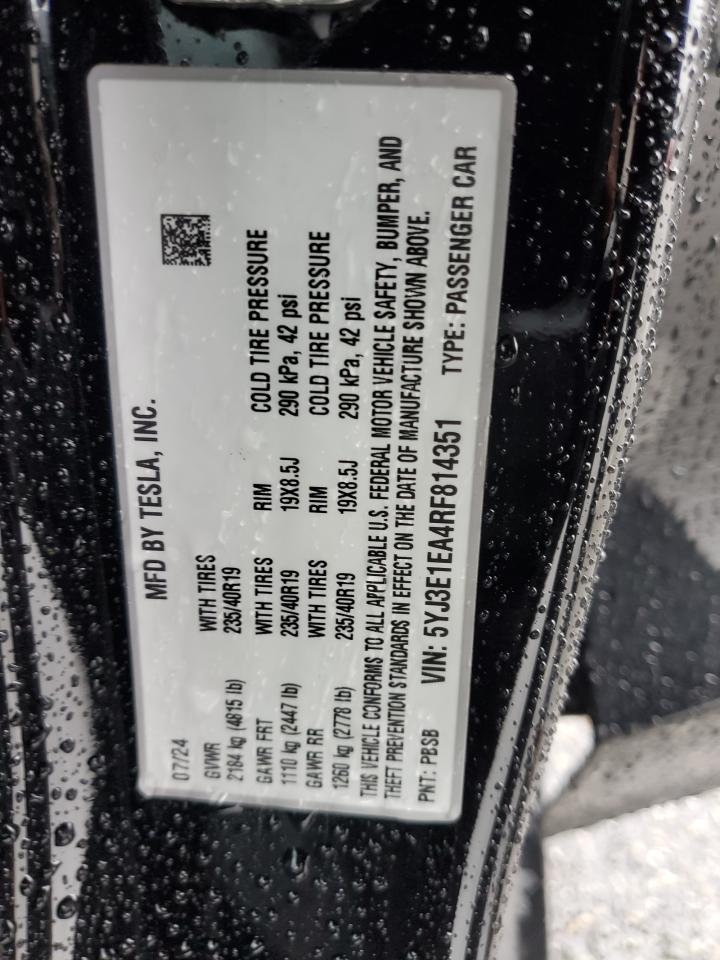 MFD BY TESLA, INC.
07/24
GVWR WITH TIRES
2184 kg (4815 lb) 235/40R19
GAWR FRT WITH TIRES RIM COLD TIRE PRESSURE
1110 kg (2447 lb) 235/40R19 19X8.5J 290 kPa, 42 psi
GAWR RR WITH TIRES RIM COLD TIRE PRESSURE
1260 kg (2778 lb) 235/40R19 19X8.5J 290 kPa, 42 psi
THIS VEHICLE CONFORMS TO ALL APPLICABLE U.S. FEDERAL MOTOR VEHICLE SAFETY, BUMPER, AND
THEFT PREVENTION STANDARDS IN EFFECT ON THE DATE OF MANUFACTURE SHOWN ABOVE.
PNT: PBSB VIN: 5YJ3E1EA4RF814351 TYPE: PASSENGER CAR